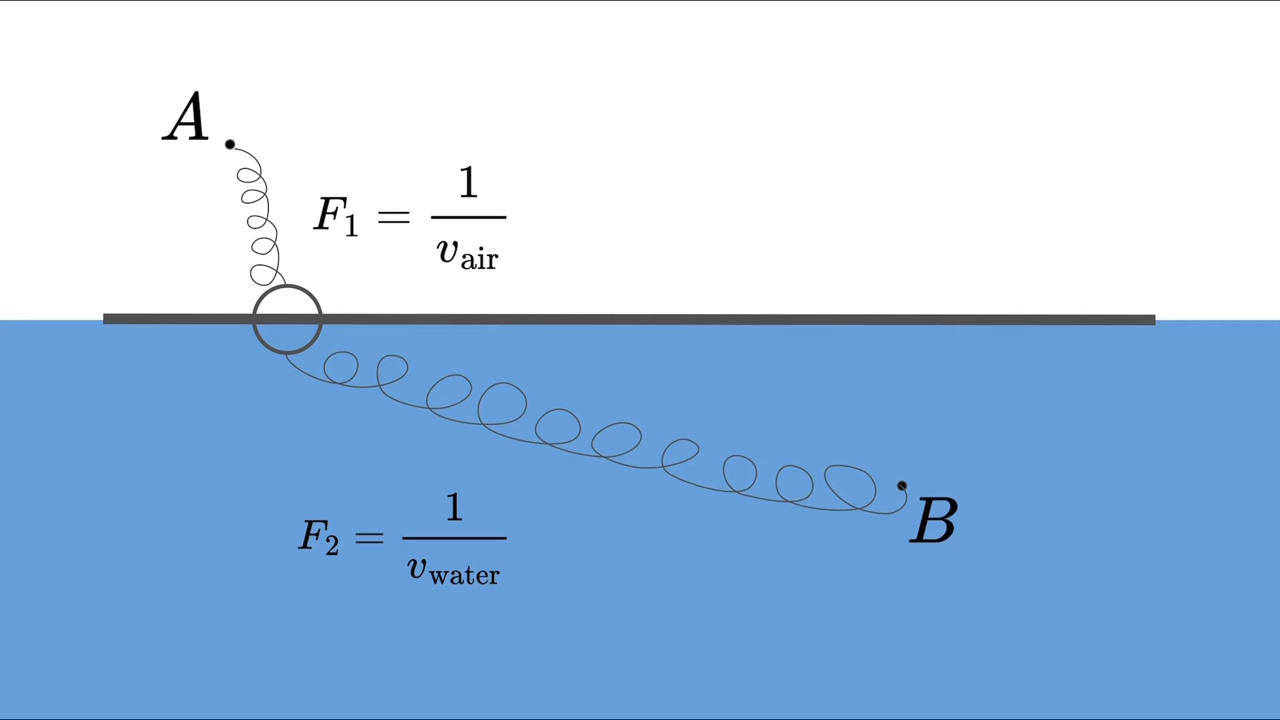 A
F₁ = 1/v_air
F₂ = 1/v_water
B